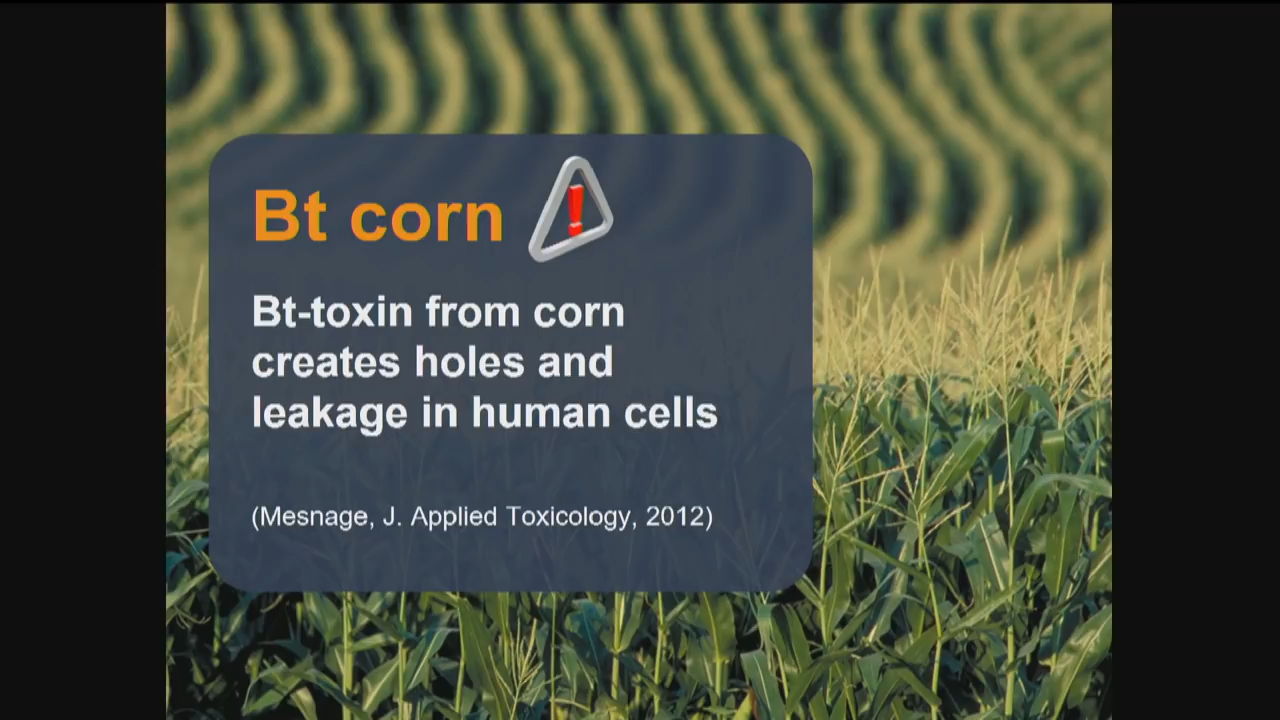 Bt corn
Bt-toxin from corn
creates holes and
leakage in human cells
(Mesnage, J. Applied Toxicology, 2012)